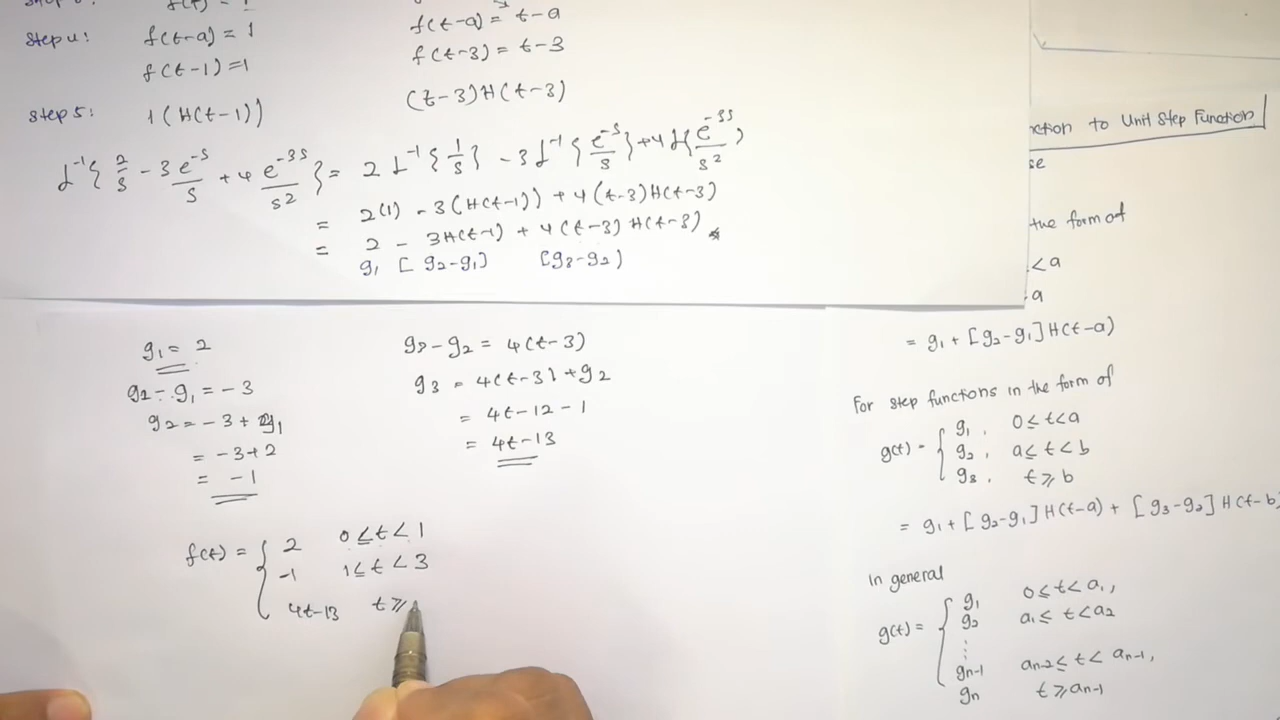 f(t) = 1
Step 4: f(t-a) = 1 f(t-a) = t-a
f(t-1) = 1 f(t-3) = t-3
Step 5: 1(H(t-1)) (t-3)H(t-3)
L⁻¹{2/s - 3 e^-s/s + 4 e^-3s/s²} = 2 L⁻¹{1/s} - 3L⁻¹{e^-s/s} + 4 L{e^-3s/s²}
= 2(1) - 3(H(t-1)) + 4(t-3)H(t-3)
= 2 - 3H(t-1) + 4(t-3)H(t-3)
g₁ [g₂-g₁] [g₃-g₂]
g₁ = 2
g₂ - g₁ = -3
g₂ = -3 + g₁
= -3+2
= -1
g₃ - g₂ = 4(t-3)
g₃ = 4(t-3) + g₂
= 4t-12-1
= 4t-13
f(t) = { 2 0 ≤ t < 1
-1 1 ≤ t < 3
4t-13 t ≥
to Unit Step Function
the form of
< a
a
= g₁ + [g₂-g₁] H(t-a)
For step functions in the form of
g(t) = { g₁, 0 ≤ t < a
g₂, a ≤ t < b
g₃, t ≥ b
= g₁ + [g₂-g₁] H(t-a) + [g₃-g₂] H(t-b
In general
g(t) = { g₁ 0 ≤ t < a₁,
g₂ a₁ ≤ t < a₂
⋮
gn-1 an-2 ≤ t < an-1,
gn t ≥ an-1